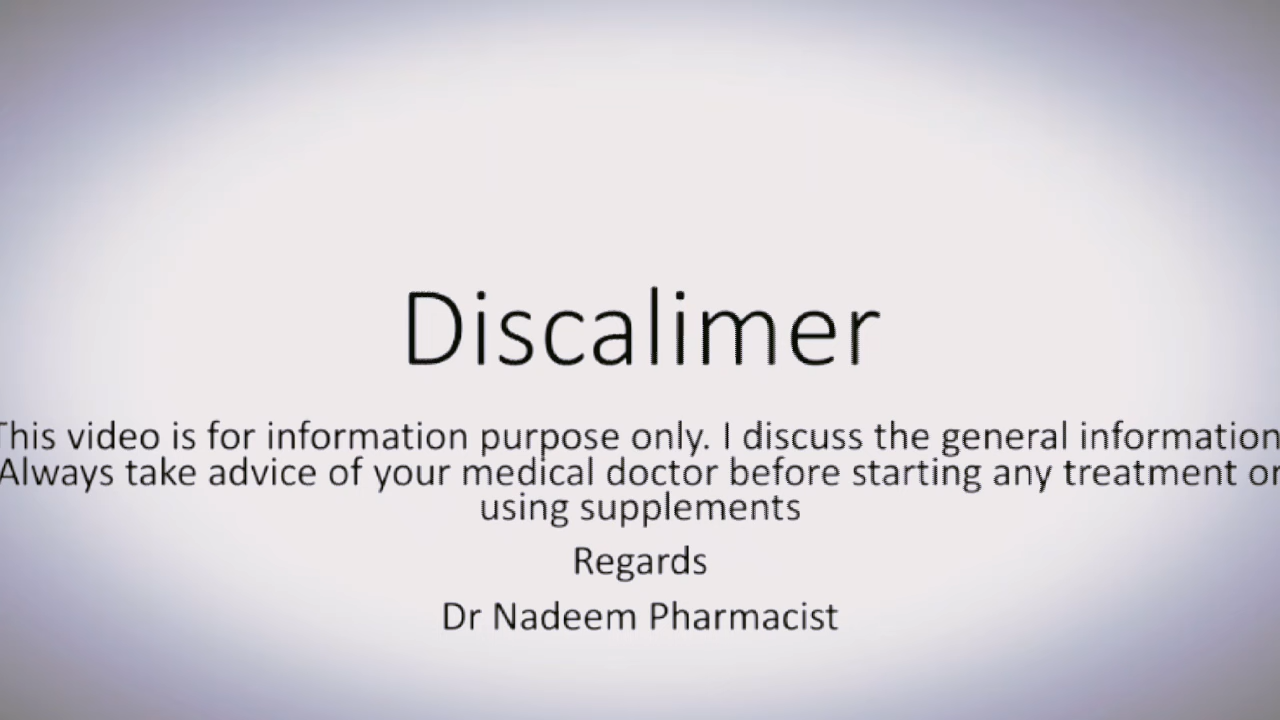 Discalimer
This video is for information purpose only. I discuss the general information
Always take advice of your medical doctor before starting any treatment or
using supplements
Regards
Dr Nadeem Pharmacist